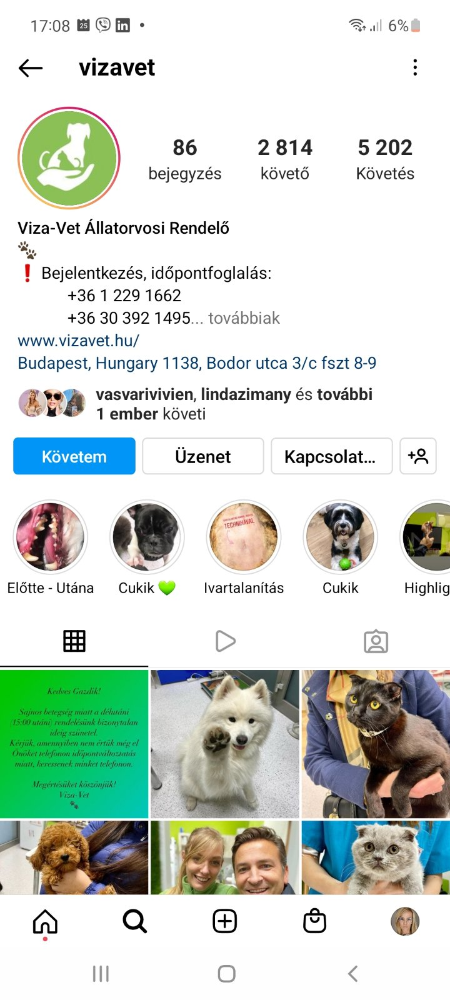 17:08 25 in 6%
vizavet
86 2 814 5 202
bejegyzés követő Követés
Viza-Vet Állatorvosi Rendelő
Bejelentkezés, időpontfoglalás:
+36 1 229 1662
+36 30 392 1495... továbbiak
www.vizavet.hu/
Budapest, Hungary 1138, Bodor utca 3/c fszt 8-9
vasvarivivien, lindazimany és további
1 ember követi
Követem Üzenet Kapcsolat...
TECHNIKÁVAL
Előtte - Utána Cukik Ivartalanítás Cukik Highlig
Kedves Gazdik!
Sajnos betegség miatt a délutáni
(15:00 utáni) rendelésünk bizonytalan
ideig szünetel.
Kérjük, amennyiben nem értük még el
Önöket telefonon időpontváltoztatás
miatt, keressenek minket telefonon.
Megértésüket köszönjük!
Viza-Vet